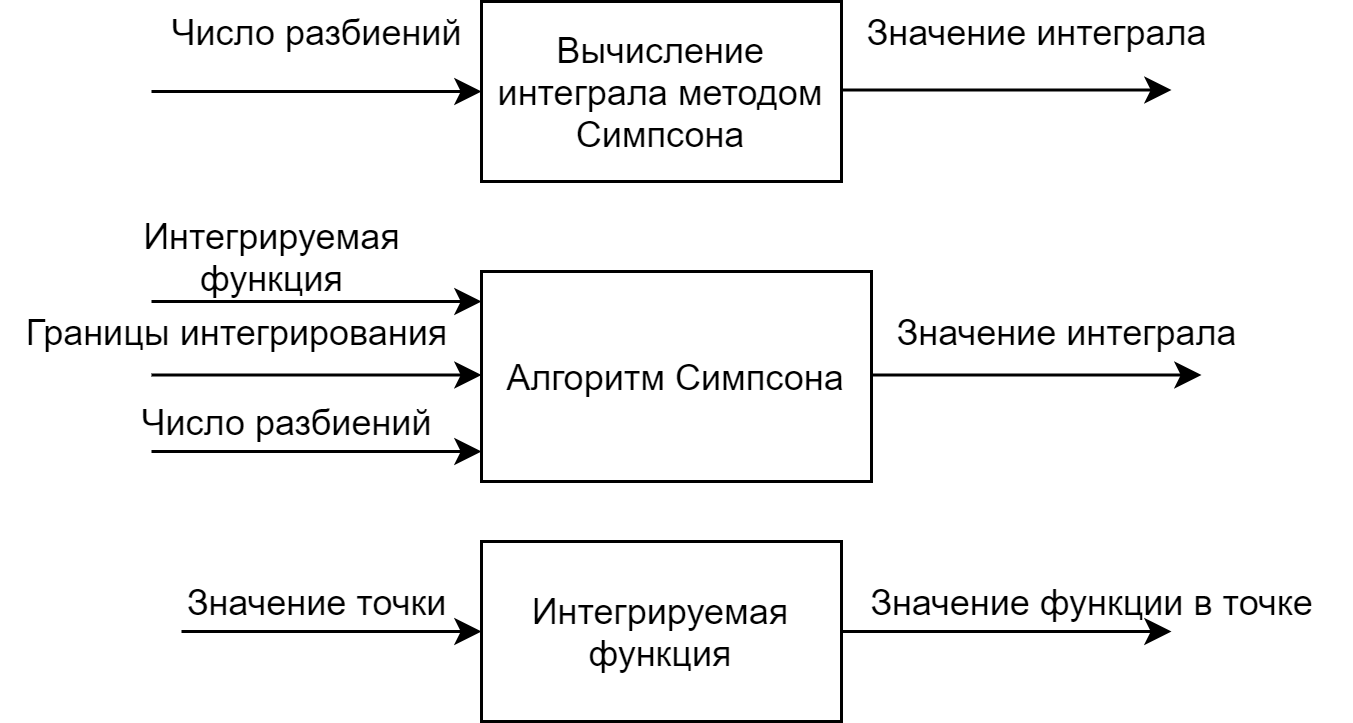 Число разбиений
Вычисление
интеграла методом
Симпсона
Значение интеграла
Интегрируемая
функция
Границы интегрирования
Число разбиений
Алгоритм Симпсона
Значение интеграла
Значение точки
Интегрируемая
функция
Значение функции в точке